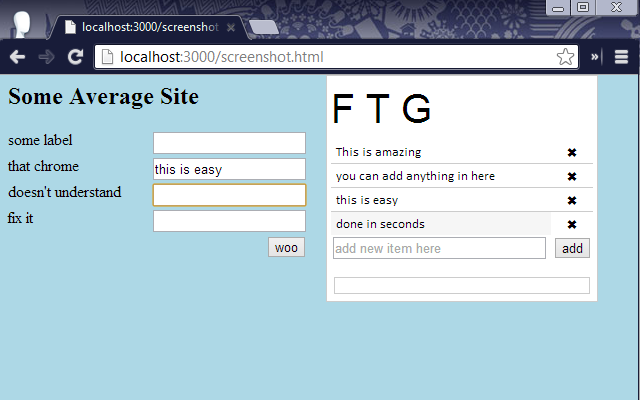 localhost:3000/screenshot
localhost:3000/screenshot.html
Some Average Site
some label
that chrome
this is easy
doesn't understand
fix it
woo
F T G
This is amazing
you can add anything in here
this is easy
done in seconds
add new item here
add